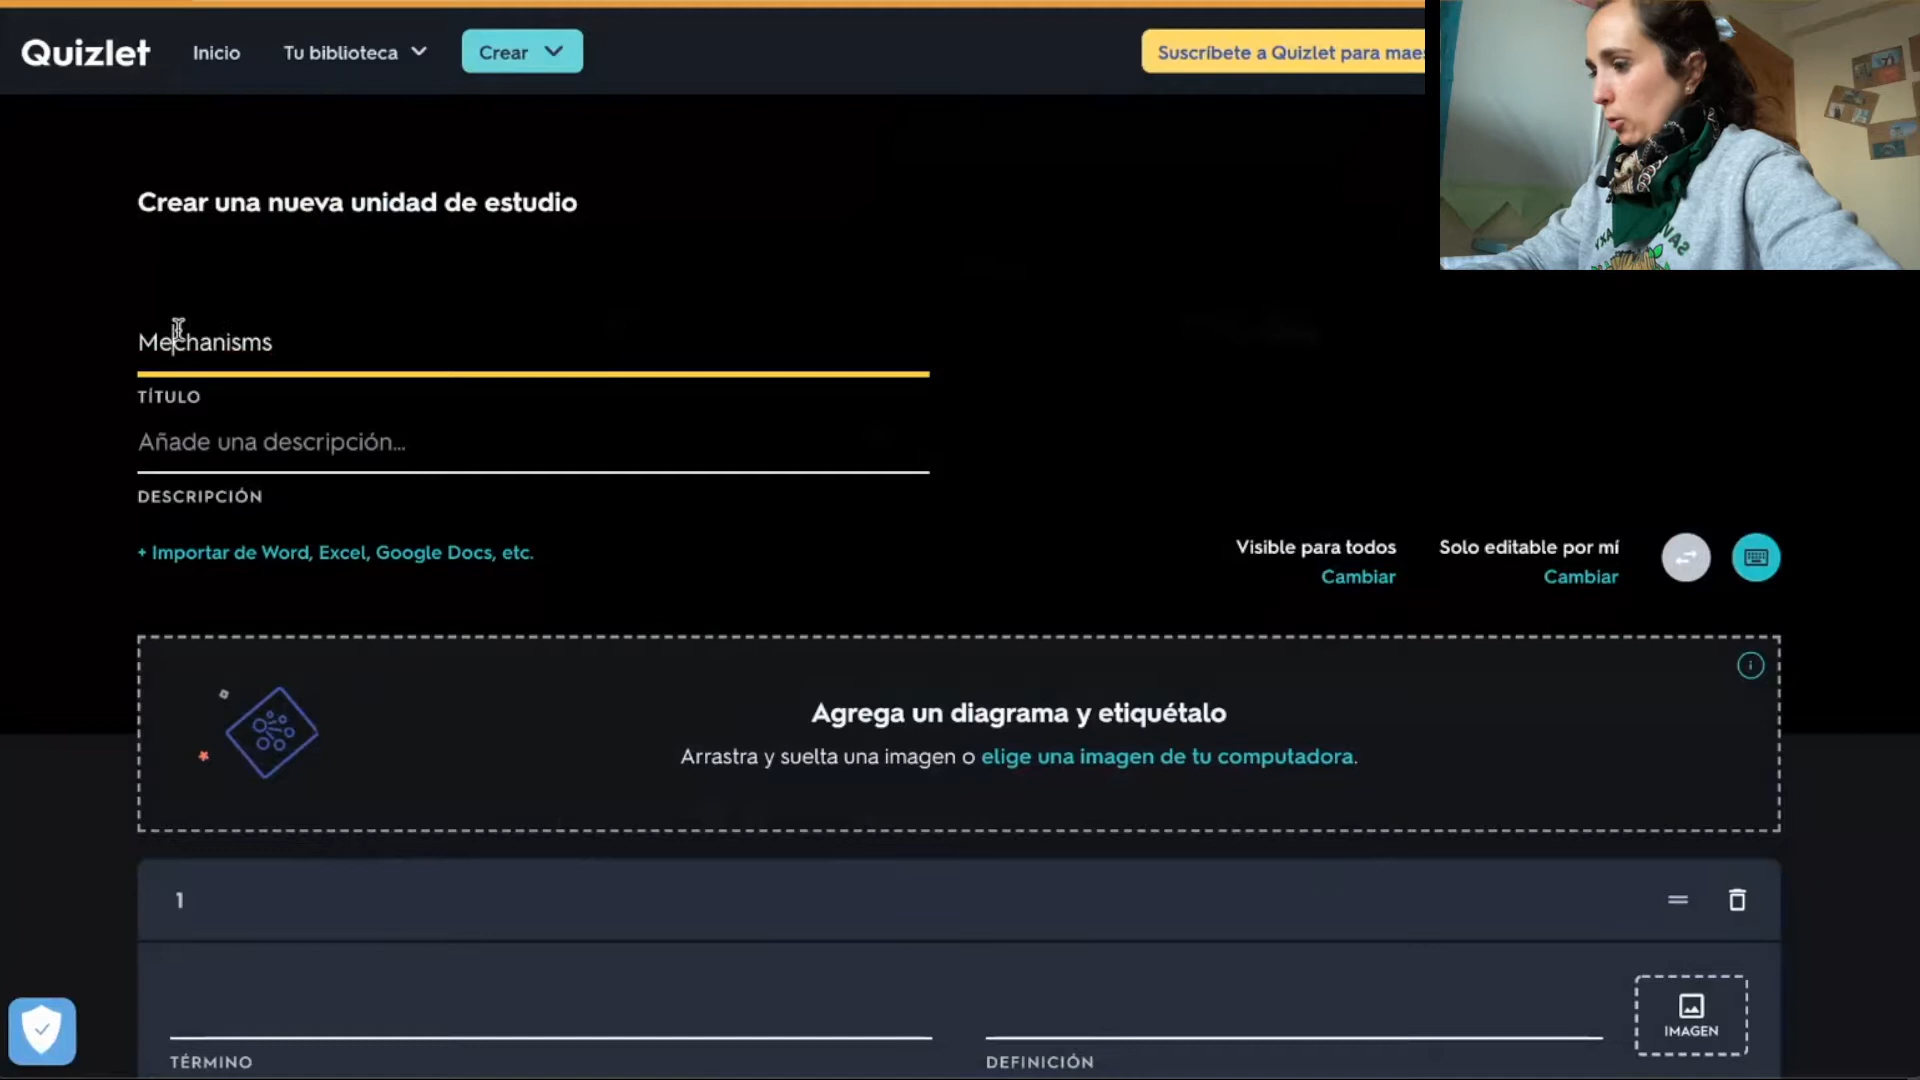 Quizlet
Inicio
Tu biblioteca
Crear
Suscríbete a Quizlet para
Crear una nueva unidad de estudio
Mechanisms
TÍTULO
Añade una descripción...
DESCRIPCIÓN
+ Importar de Word, Excel, Google Docs, etc.
Visible para todos
Cambiar
Solo editable por mí
Cambiar
Agrega un diagrama y etiquétalo
Arrastra y suelta una imagen o elige una imagen de tu computadora.
1
IMAGEN
TÉRMINO
DEFINICIÓN